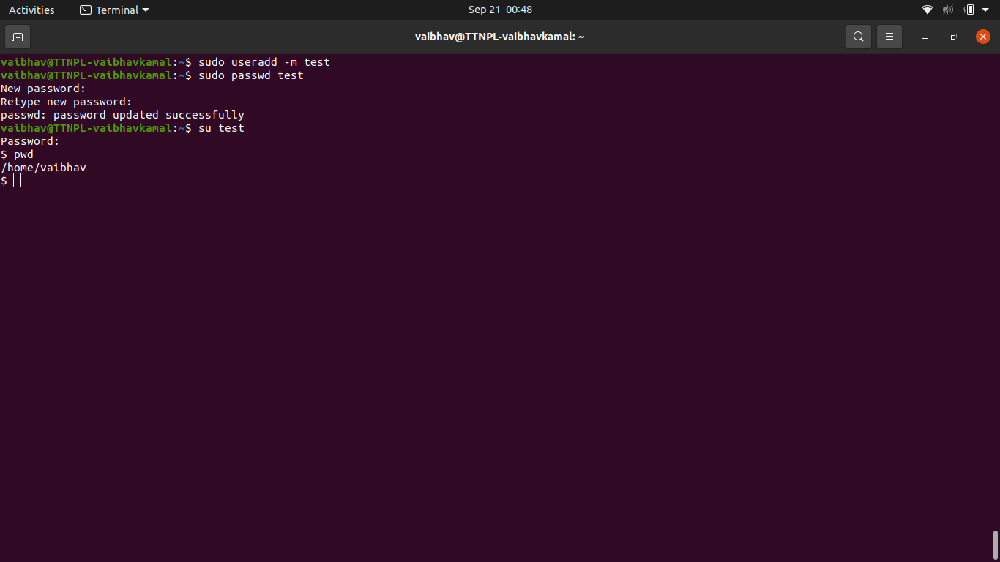 Activities Terminal Sep 21 00:48
vaibhav@TTNPL-vaibhavkamal: ~
vaibhav@TTNPL-vaibhavkamal:~$ sudo useradd -m test
vaibhav@TTNPL-vaibhavkamal:~$ sudo passwd test
New password:
Retype new password:
passwd: password updated successfully
vaibhav@TTNPL-vaibhavkamal:~$ su test
Password:
$ pwd
/home/vaibhav
$